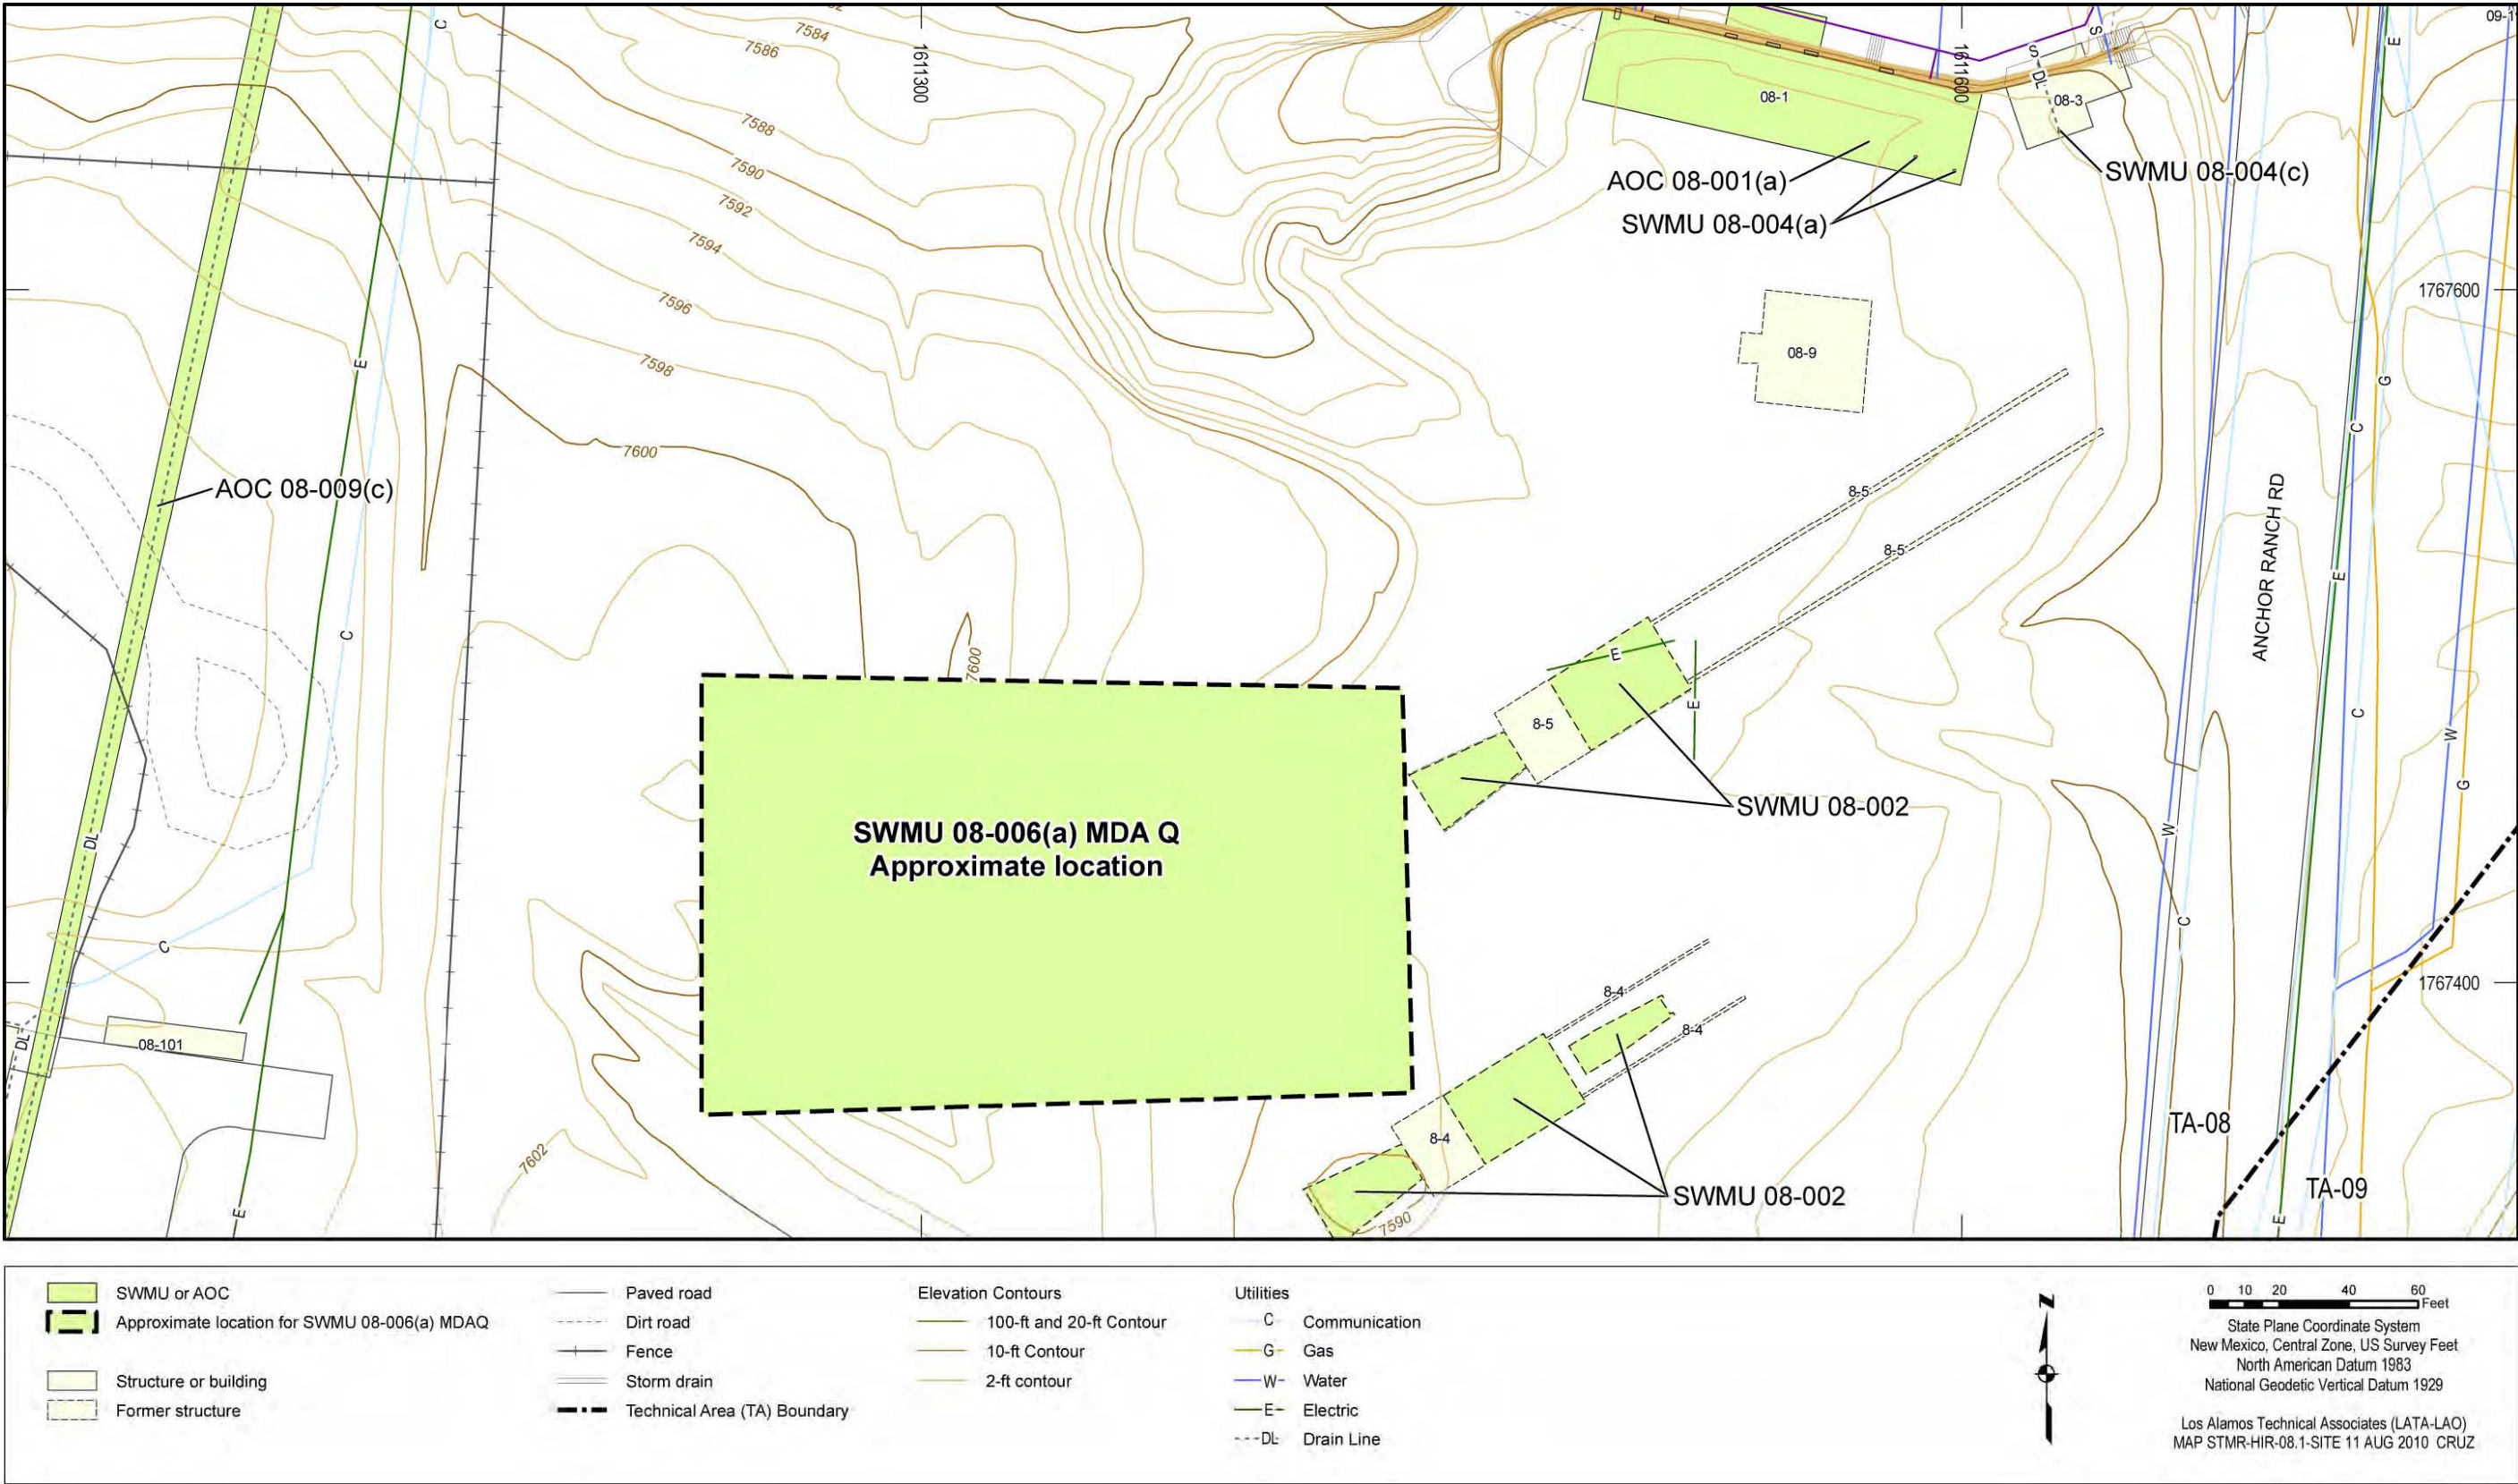 7584
7586
7588
7590
7592
7594
7596
7598
7600
7600
7602
7590
1611300
1611600
09-1
C
S
S
DL
E
08-1
08-3
AOC 08-001(a)
SWMU 08-004(a)
SWMU 08-004(c)
1767600
08-9
E
G
C
AOC 08-009(c)
8-5
8-5
ANCHOR RANCH RD
E
C
E
8-5
E
C
W
G
SWMU 08-002
SWMU 08-006(a) MDA Q
Approximate location
DL
W
C
C
1767400
8-4
8-4
DL
08-101
8-4
TA-08
TA-09
SWMU 08-002
E
E
SWMU or AOC
Approximate location for SWMU 08-006(a) MDAQ
Structure or building
Former structure
Paved road
Dirt road
Fence
Storm drain
Technical Area (TA) Boundary
Elevation Contours
100-ft and 20-ft Contour
10-ft Contour
2-ft contour
Utilities
C Communication
G Gas
W Water
E Electric
DL Drain Line
N
0 10 20 40 60
Feet
State Plane Coordinate System
New Mexico, Central Zone, US Survey Feet
North American Datum 1983
National Geodetic Vertical Datum 1929
Los Alamos Technical Associates (LATA-LAO)
MAP STMR-HIR-08.1-SITE 11 AUG 2010 CRUZ